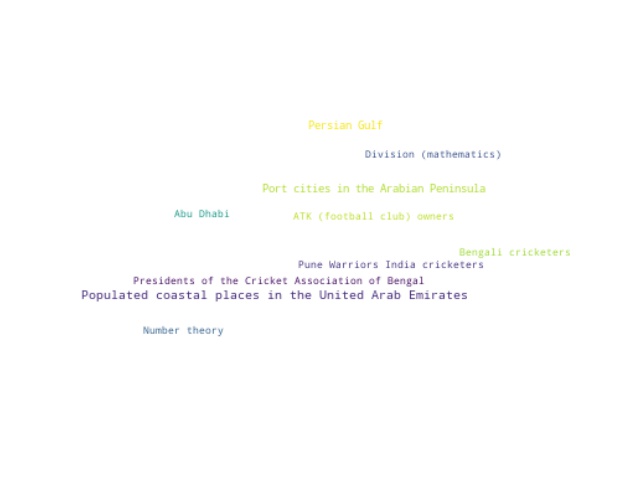 Persian Gulf
Division (mathematics)
Port cities in the Arabian Peninsula
Abu Dhabi
ATK (football club) owners
Bengali cricketers
Pune Warriors India cricketers
Presidents of the Cricket Association of Bengal
Populated coastal places in the United Arab Emirates
Number theory